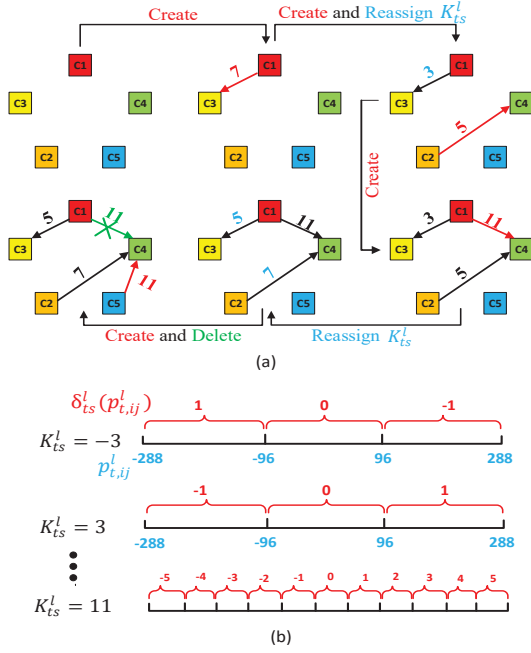 Create
Create and Reassign K^l_ts
C1
C3
C4
C2
C5
7
C1
C3
C4
C2
C5
3
C1
C3
C4
5
C2
C5
Create
5
11
C1
C3
C4
7
11
C2
C5
5
11
C1
C3
C4
7
C2
C5
3
11
C1
C3
C4
5
C2
C5
Create and Delete
Reassign K^l_ts
(a)
δ^l_ts(p^l_t,ij)
1 0 -1
K^l_ts = −3
p^l_t,ij
-288 -96 96 288
-1 0 1
K^l_ts = 3
-288 -96 96 288
-5 -4 -3 -2 -1 0 1 2 3 4 5
K^l_ts = 11
(b)